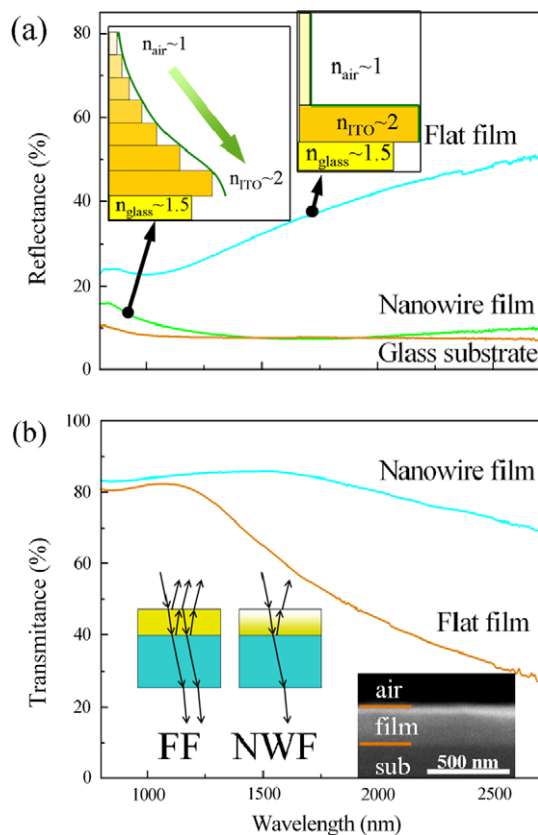 (a)
80
60
40
20
0
Reflectance (%)
n_air~1
n_ITO~2
n_glass~1.5
n_air~1
n_ITO~2
n_glass~1.5
Flat film
Nanowire film
Glass substrate
(b)
100
80
60
40
20
0
Transmitance (%)
Nanowire film
Flat film
FF
NWF
air
film
sub
500 nm
1000
1500
2000
2500
Wavelength (nm)